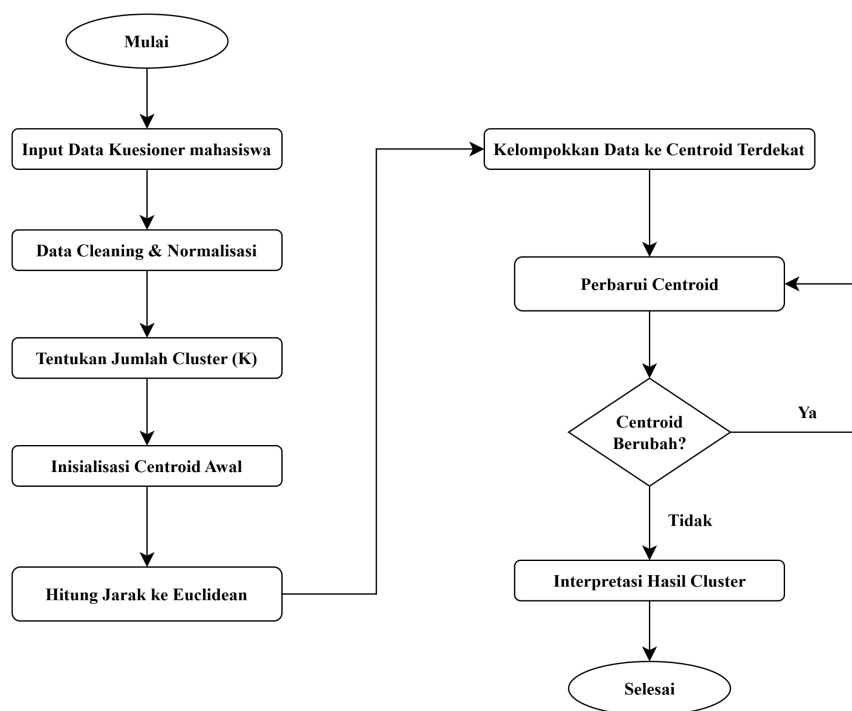 Mulai
Input Data Kuesioner mahasiswa
Data Cleaning & Normalisasi
Tentukan Jumlah Cluster (K)
Inisialisasi Centroid Awal
Hitung Jarak ke Euclidean
Kelompokkan Data ke Centroid Terdekat
Perbarui Centroid
Centroid
Berubah?
Ya
Tidak
Interpretasi Hasil Cluster
Selesai